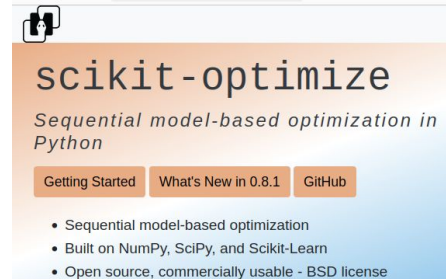 scikit-optimize
Sequential model-based optimization in
Python
Getting Started What's New in 0.8.1 GitHub
• Sequential model-based optimization
• Built on NumPy, SciPy, and Scikit-Learn
• Open source, commercially usable - BSD license